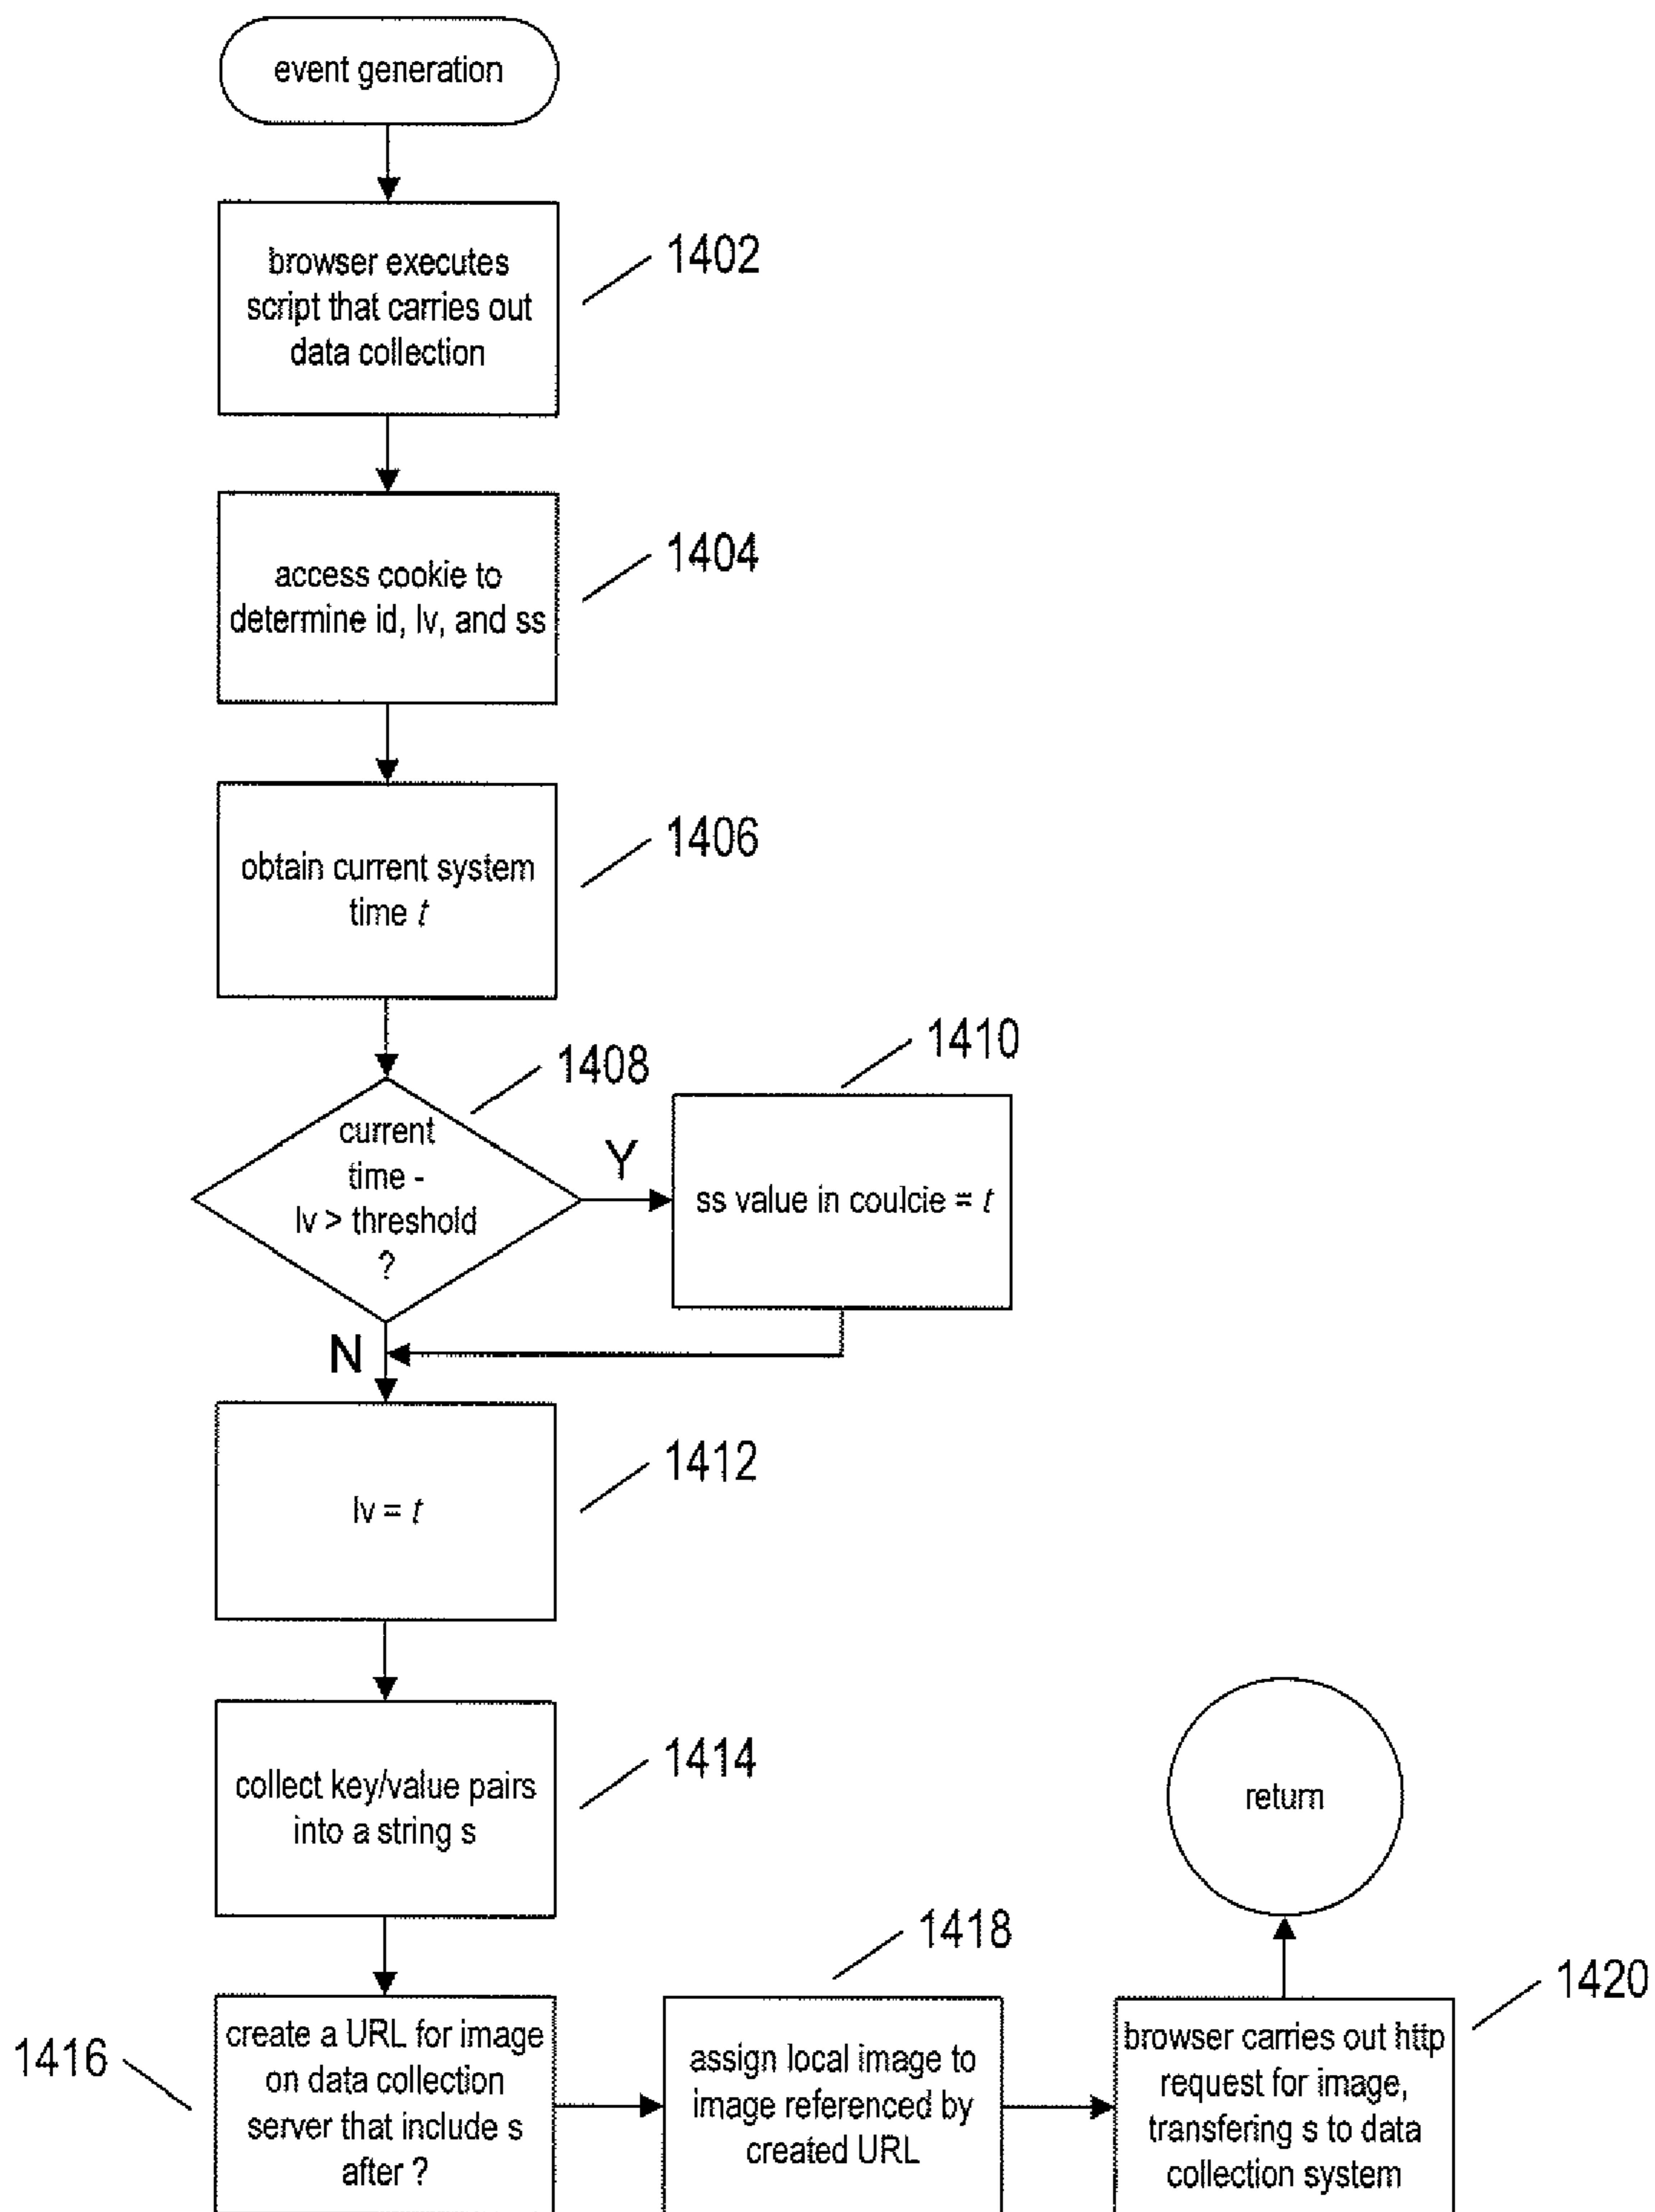 event generation
browser executes
script that carries out
data collection
1402
access cookie to
determine id, lv, and ss
1404
obtain current system
time t
1406
current
time -
lv > threshold
?
1408
Y
N
ss value in coulcie = t
1410
lv = t
1412
collect key/value pairs
into a string s
1414
create a URL for image
on data collection
server that include s
after ?
1416
assign local image to
image referenced by
created URL
1418
browser carries out http
request for image,
transfering s to data
collection system
1420
return